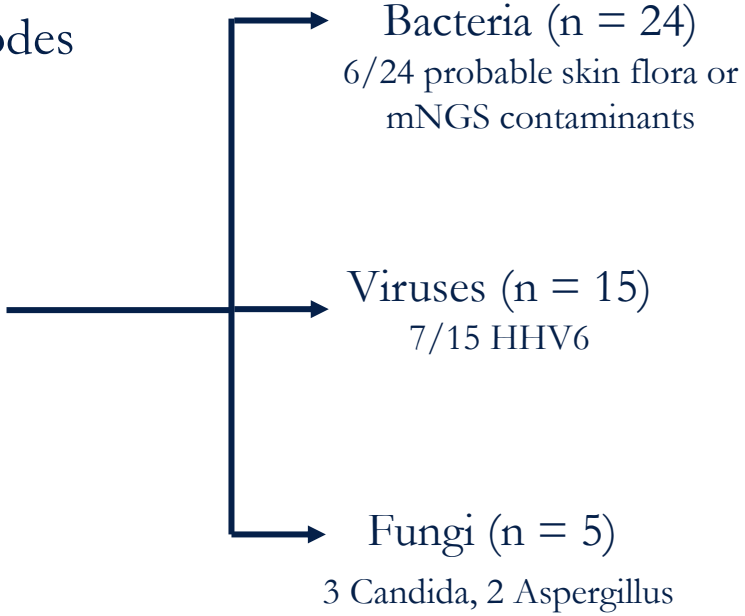 Bacteria (n = 24)
6/24 probable skin flora or
mNGS contaminants
Viruses (n = 15)
7/15 HHV6
Fungi (n = 5)
3 Candida, 2 Aspergillus